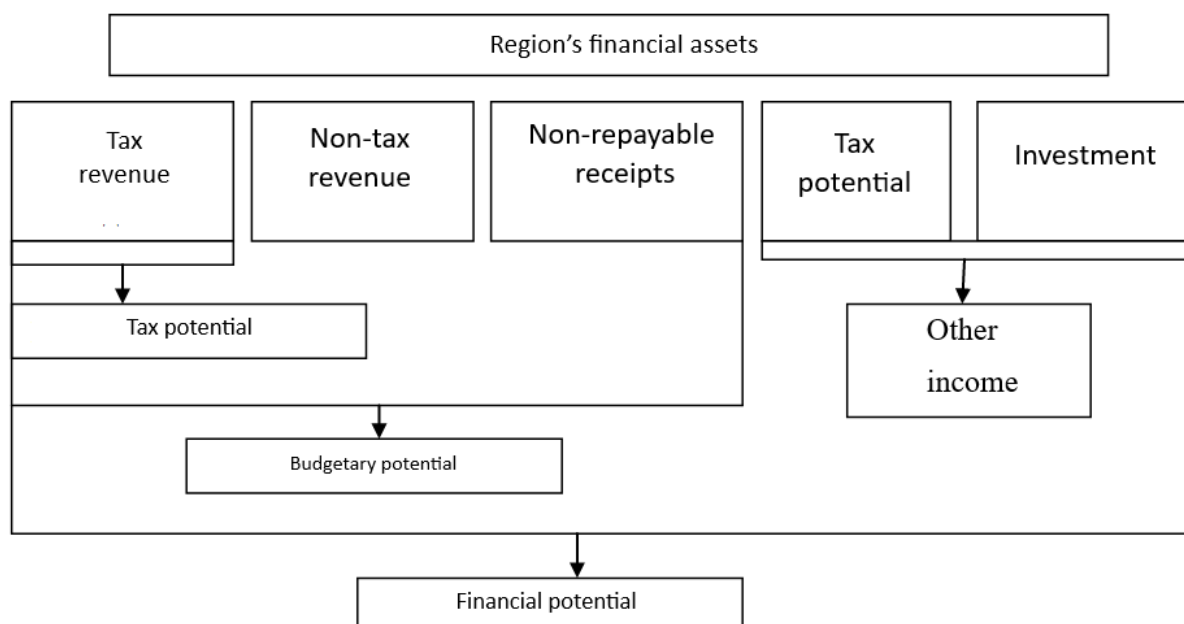 Region’s financial assets
Tax
revenue
Non-tax
revenue
Non-repayable
receipts
Tax
potential
Investment
Tax potential
Other
income
Budgetary potential
Financial potential